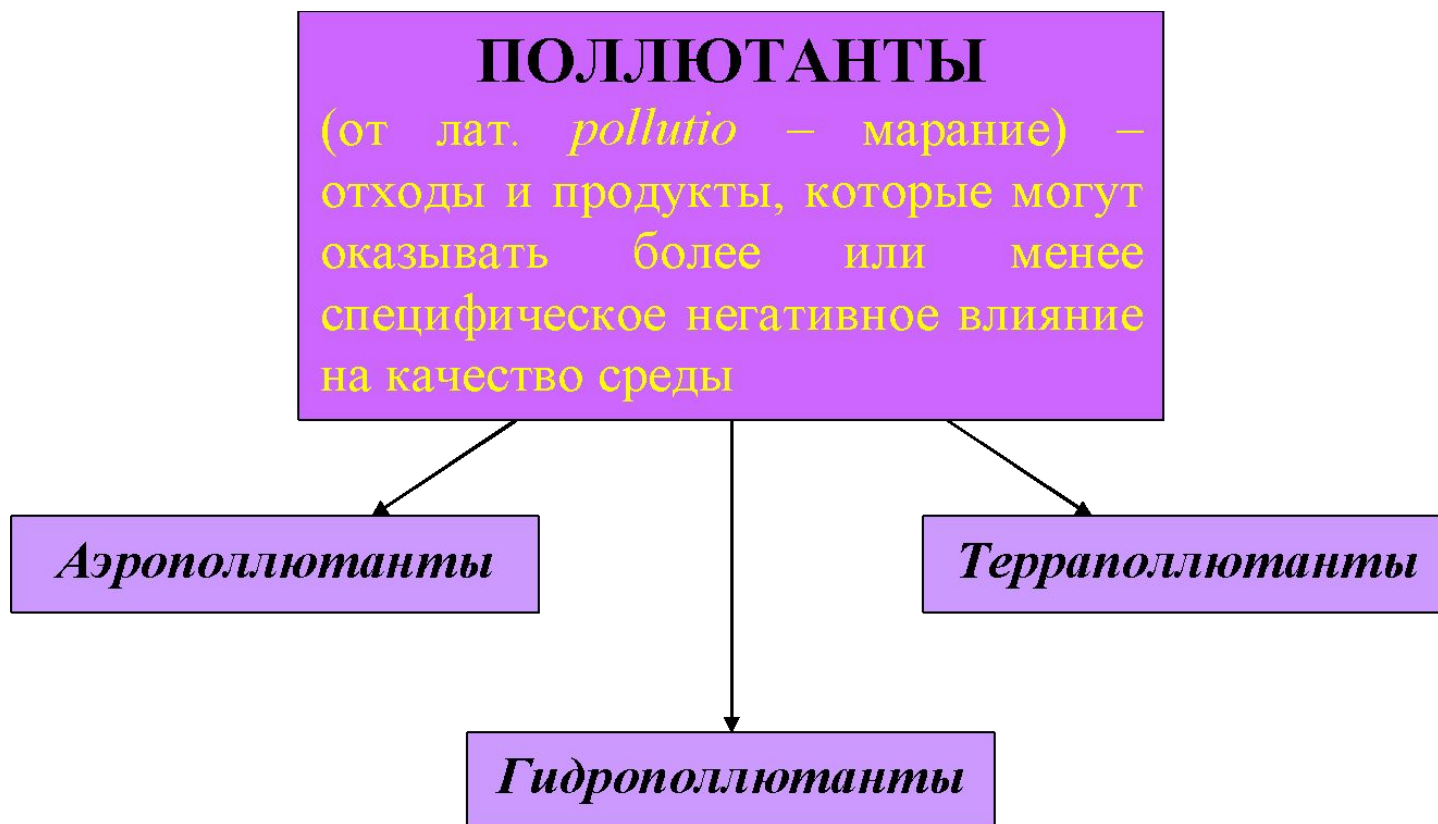 ПОЛЛЮТАНТЫ
(от лат. pollutio – марание) –
отходы и продукты, которые могут
оказывать более или менее
специфическое негативное влияние
на качество среды
Аэрополлютанты
Терраполлютанты
Гидрополлютанты